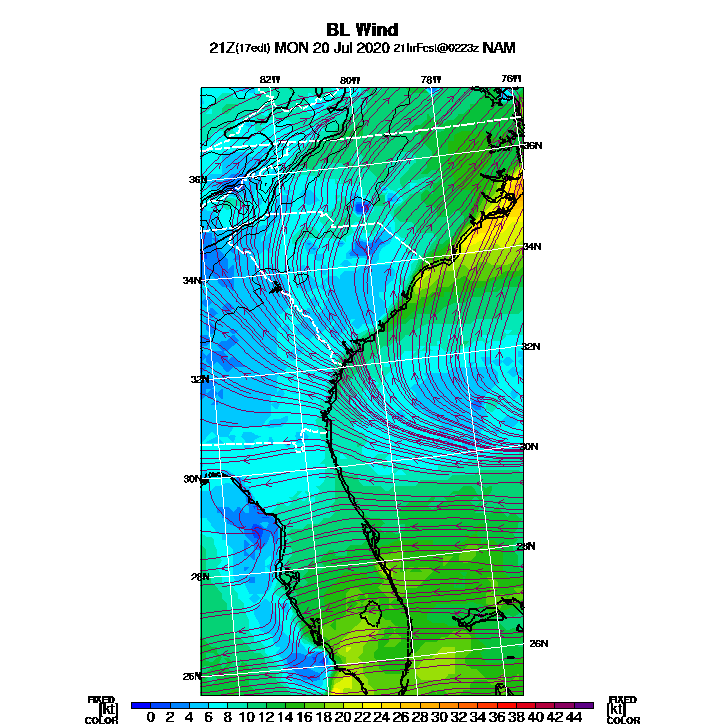 BL Wind
21Z(17edt) MON 20 Jul 2020 21hrFcst@0223z NAM
82W 80W 78W 76W
36N
36N
34N
34N
32N
32N
30N
30N
28N
28N
26N
26N
FIXED [kt] COLOR 0 2 4 6 8 10 12 14 16 18 20 22 24 26 28 30 32 34 36 38 40 42 44 FIXED [kt] COLOR